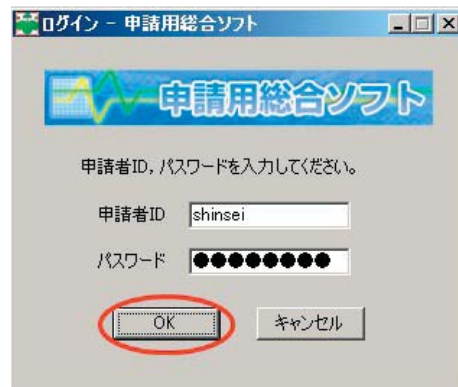 ログイン - 申請用総合ソフト
申請用総合ソフト
申請者ID, パスワードを入力してください。
申請者ID shinsei
パスワード ●●●●●●●●
OK キャンセル